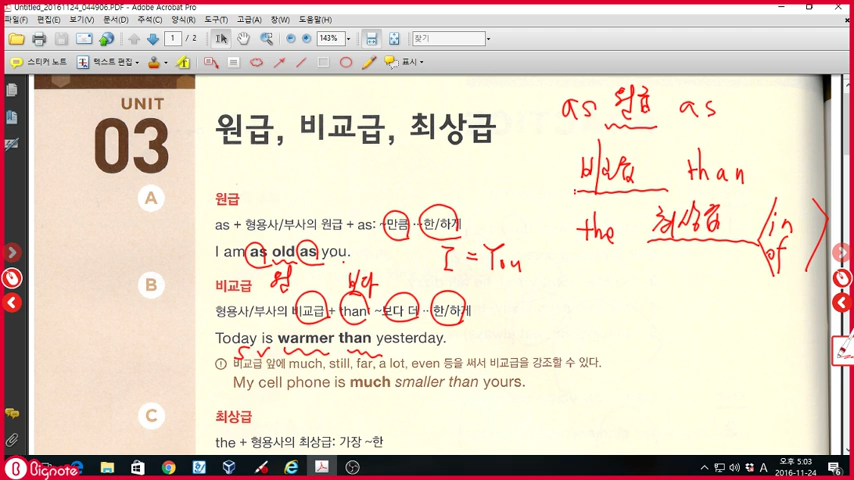 Untitled_20161124_044906.PDF - Adobe Acrobat Pro
파일(F) 편집(E) 보기(V) 문서(D) 주석(C) 양식(R) 도구(T) 고급(A) 창(W) 도움말(H)
1 / 2 143% 찾기
스티커 노트 텍스트 편집 표시
UNIT
03
원급, 비교급, 최상급
as 원급 as
비교급 than
the 최상급 in
of
A
원급
as + 형용사/부사의 원급 + as: ~만큼 …한/하게
I am as old as you.
I = You
원
보다
B
비교급
형용사/부사의 비교급 + than: ~보다 더 …한/하게
Today is warmer than yesterday.
S V
비교급 앞에 much, still, far, a lot, even 등을 써서 비교급을 강조할 수 있다.
My cell phone is much smaller than yours.
C
최상급
the + 형용사의 최상급: 가장 ~한
Bignote
A
오후 5:03
2016-11-24